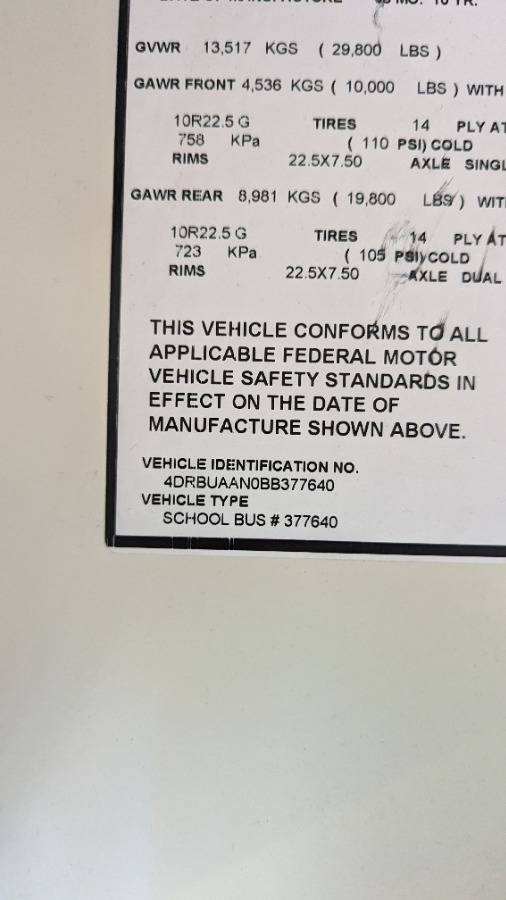 GVWR 13,517 KGS ( 29,800 LBS )
GAWR FRONT 4,536 KGS ( 10,000 LBS ) WITH
10R22.5 G TIRES 14 PLY AT
758 KPa ( 110 PSI) COLD
RIMS 22.5X7.50 AXLE SINGL
GAWR REAR 8,981 KGS ( 19,800 LBS ) WITH
10R22.5 G TIRES 14 PLY AT
723 KPa ( 105 PSI) COLD
RIMS 22.5X7.50 AXLE DUAL
THIS VEHICLE CONFORMS TO ALL
APPLICABLE FEDERAL MOTOR
VEHICLE SAFETY STANDARDS IN
EFFECT ON THE DATE OF
MANUFACTURE SHOWN ABOVE.
VEHICLE IDENTIFICATION NO.
4DRBUAAN0BB377640
VEHICLE TYPE
SCHOOL BUS # 377640